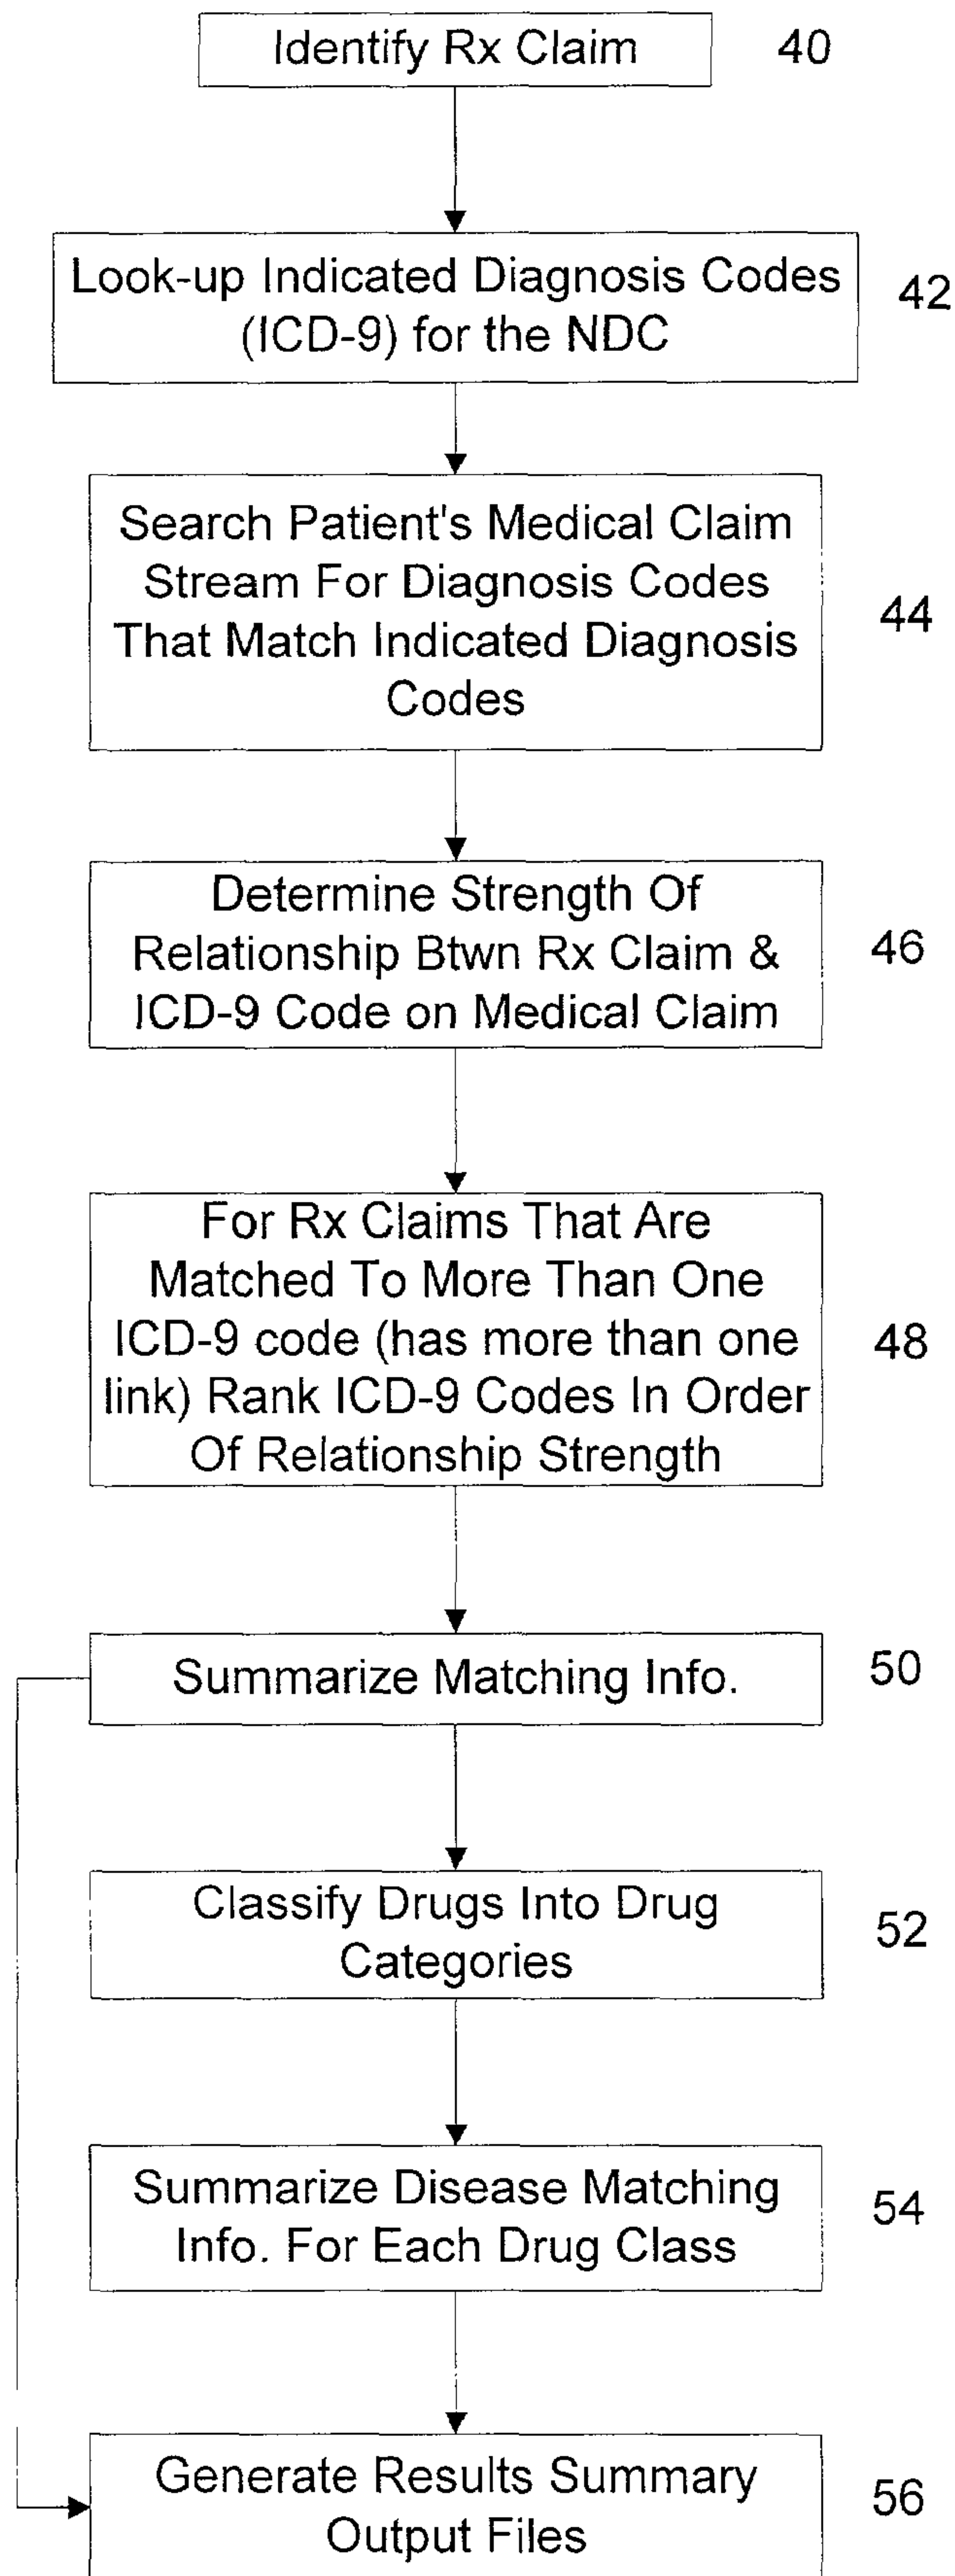 Identify Rx Claim 40
Look-up Indicated Diagnosis Codes
(ICD-9) for the NDC
42
Search Patient's Medical Claim
Stream For Diagnosis Codes
That Match Indicated Diagnosis
Codes
44
Determine Strength Of
Relationship Btwn Rx Claim &
ICD-9 Code on Medical Claim
46
For Rx Claims That Are
Matched To More Than One
ICD-9 code (has more than one
link) Rank ICD-9 Codes In Order
Of Relationship Strength
48
Summarize Matching Info. 50
Classify Drugs Into Drug
Categories
52
Summarize Disease Matching
Info. For Each Drug Class
54
Generate Results Summary
Output Files
56